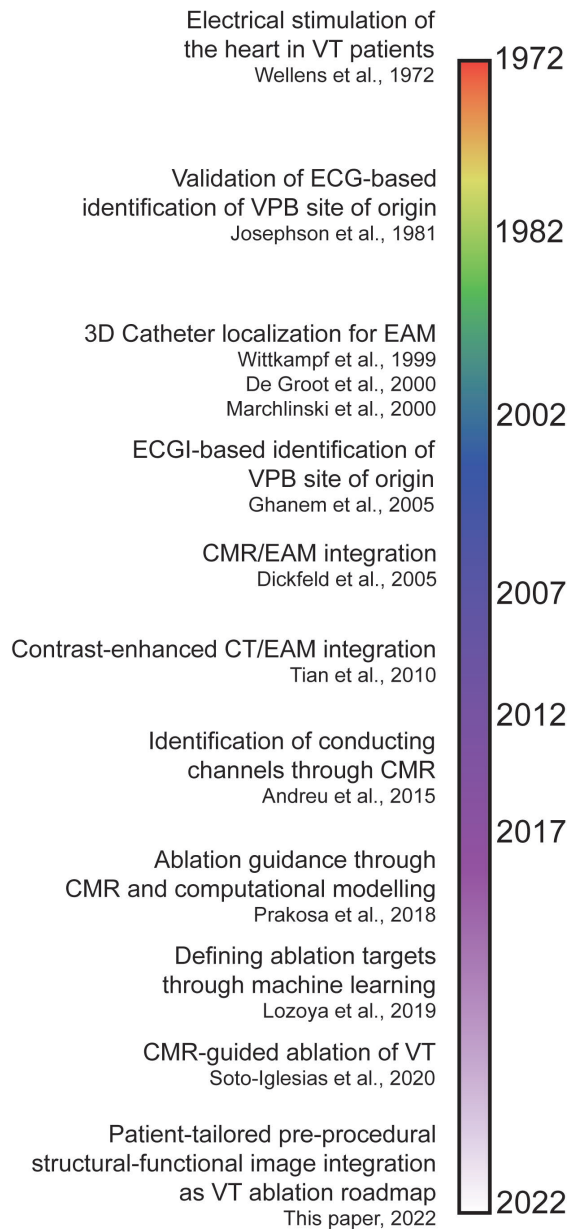 Electrical stimulation of
the heart in VT patients
Wellens et al., 1972
1972
Validation of ECG-based
identification of VPB site of origin
Josephson et al., 1981
1982
3D Catheter localization for EAM
Wittkampf et al., 1999
De Groot et al., 2000
Marchlinski et al., 2000
2002
ECGI-based identification of
VPB site of origin
Ghanem et al., 2005
CMR/EAM integration
Dickfeld et al., 2005
2007
Contrast-enhanced CT/EAM integration
Tian et al., 2010
2012
Identification of conducting
channels through CMR
Andreu et al., 2015
2017
Ablation guidance through
CMR and computational modelling
Prakosa et al., 2018
Defining ablation targets
through machine learning
Lozoya et al., 2019
CMR-guided ablation of VT
Soto-Iglesias et al., 2020
Patient-tailored pre-procedural
structural-functional image integration
as VT ablation roadmap
This paper, 2022
2022